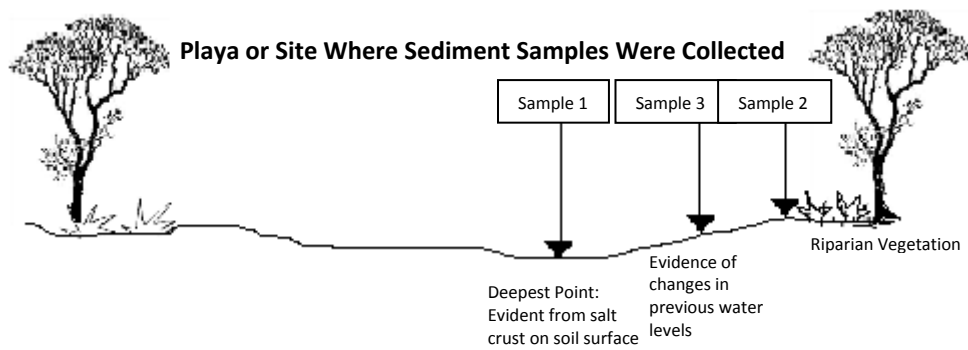 Playa or Site Where Sediment Samples Were Collected
Sample 1
Sample 3
Sample 2
Riparian Vegetation
Deepest Point:
Evident from salt
crust on soil surface
Evidence of
changes in
previous water
levels